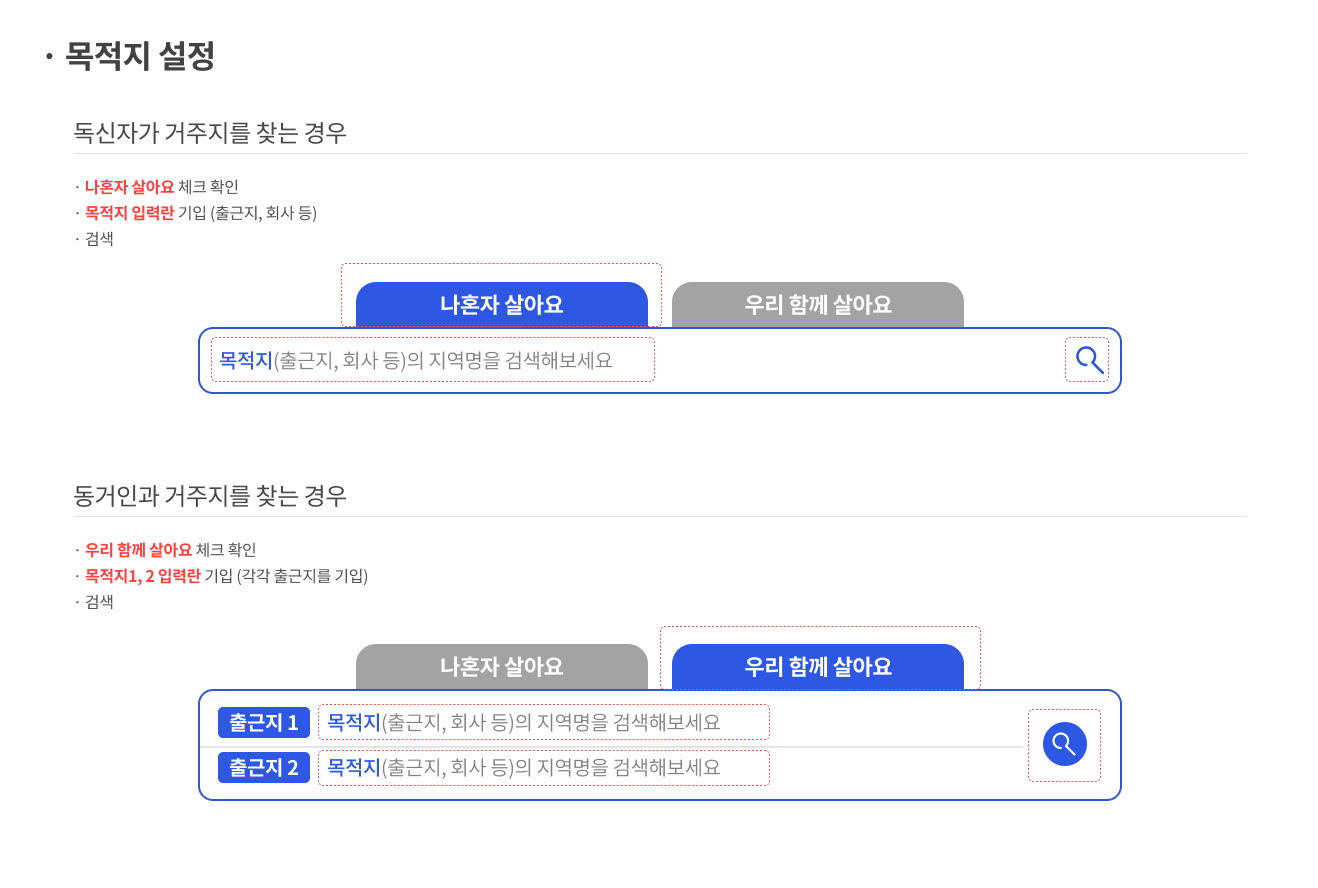 · 목적지 설정
독신자가 거주지를 찾는 경우
· 나혼자 살아요 체크 확인
· 목적지 입력란 기입 (출근지, 회사 등)
· 검색
나혼자 살아요
우리 함께 살아요
목적지(출근지, 회사 등)의 지역명을 검색해보세요
동거인과 거주지를 찾는 경우
· 우리 함께 살아요 체크 확인
· 목적지1, 2 입력란 기입 (각각 출근지를 기입)
· 검색
나혼자 살아요
우리 함께 살아요
출근지 1 목적지(출근지, 회사 등)의 지역명을 검색해보세요
출근지 2 목적지(출근지, 회사 등)의 지역명을 검색해보세요